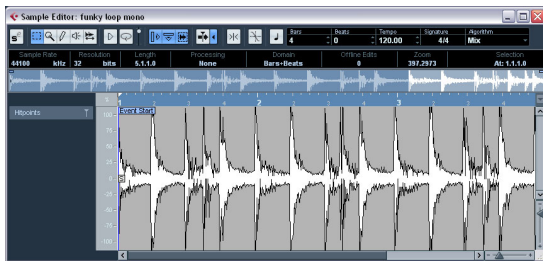 Sample Editor: funky loop mono
Bars Beats Tempo Signature Algorithm
4 0 120.00 4/4 Mix
Sample Rate Resolution Length Processing Domain Offline Edits Zoom Selection
44100 kHz 32 bits 5.1.1.0 None Bars+Beats 0 397.2973 At: 1.1.1.0
Hitpoints
% 1 2 4 3 4
Event Start
100
75
50
25
0
-25
-50
-75
-100
S